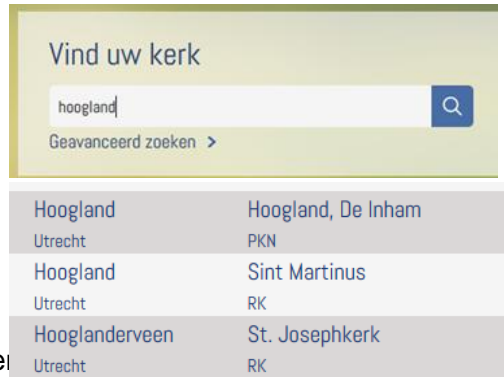 Vind uw kerk
hoogland
Geavanceerd zoeken >
Hoogland Hoogland, De Inham
Utrecht PKN
Hoogland Sint Martinus
Utrecht RK
Hooglanderveen St. Josephkerk
Utrecht RK